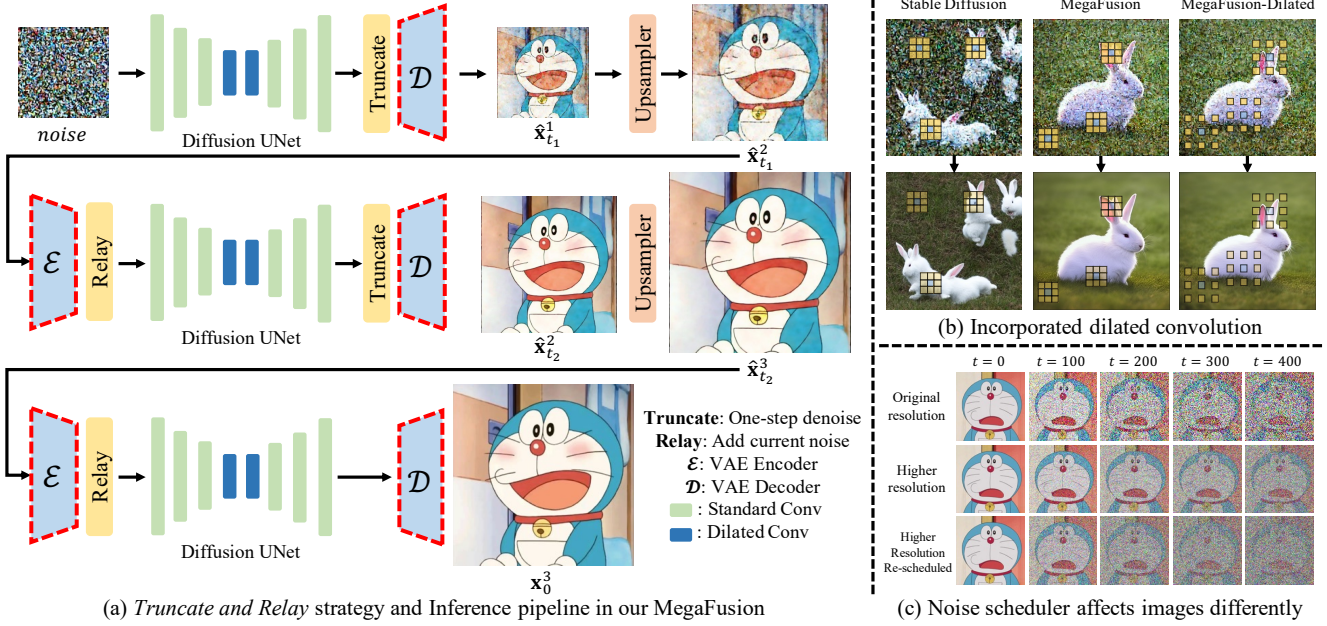 noise
Diffusion UNet
Truncate
𝒟
x̂¹ₜ₁
Upsampler
x̂²ₜ₁
ℰ
Relay
Diffusion UNet
Truncate
𝒟
x̂²ₜ₂
Upsampler
x̂³ₜ₂
ℰ
Relay
Diffusion UNet
𝒟
x³₀
Truncate: One-step denoise
Relay: Add current noise
ℰ: VAE Encoder
𝒟: VAE Decoder
: Standard Conv
: Dilated Conv
(a) Truncate and Relay strategy and Inference pipeline in our MegaFusion
Stable Diffusion MegaFusion MegaFusion-Dilated
(b) Incorporated dilated convolution
t = 0 t = 100 t = 200 t = 300 t = 400
Original
resolution
Higher
resolution
Higher
Resolution
Re-scheduled
(c) Noise scheduler affects images differently